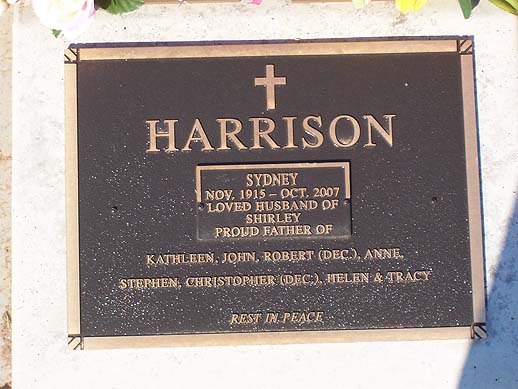 HARRISON
SYDNEY
NOV. 1915 – OCT. 2007
LOVED HUSBAND OF
SHIRLEY
PROUD FATHER OF
KATHLEEN, JOHN, ROBERT (DEC.), ANNE,
STEPHEN, CHRISTOPHER (DEC.), HELEN & TRACY
REST IN PEACE